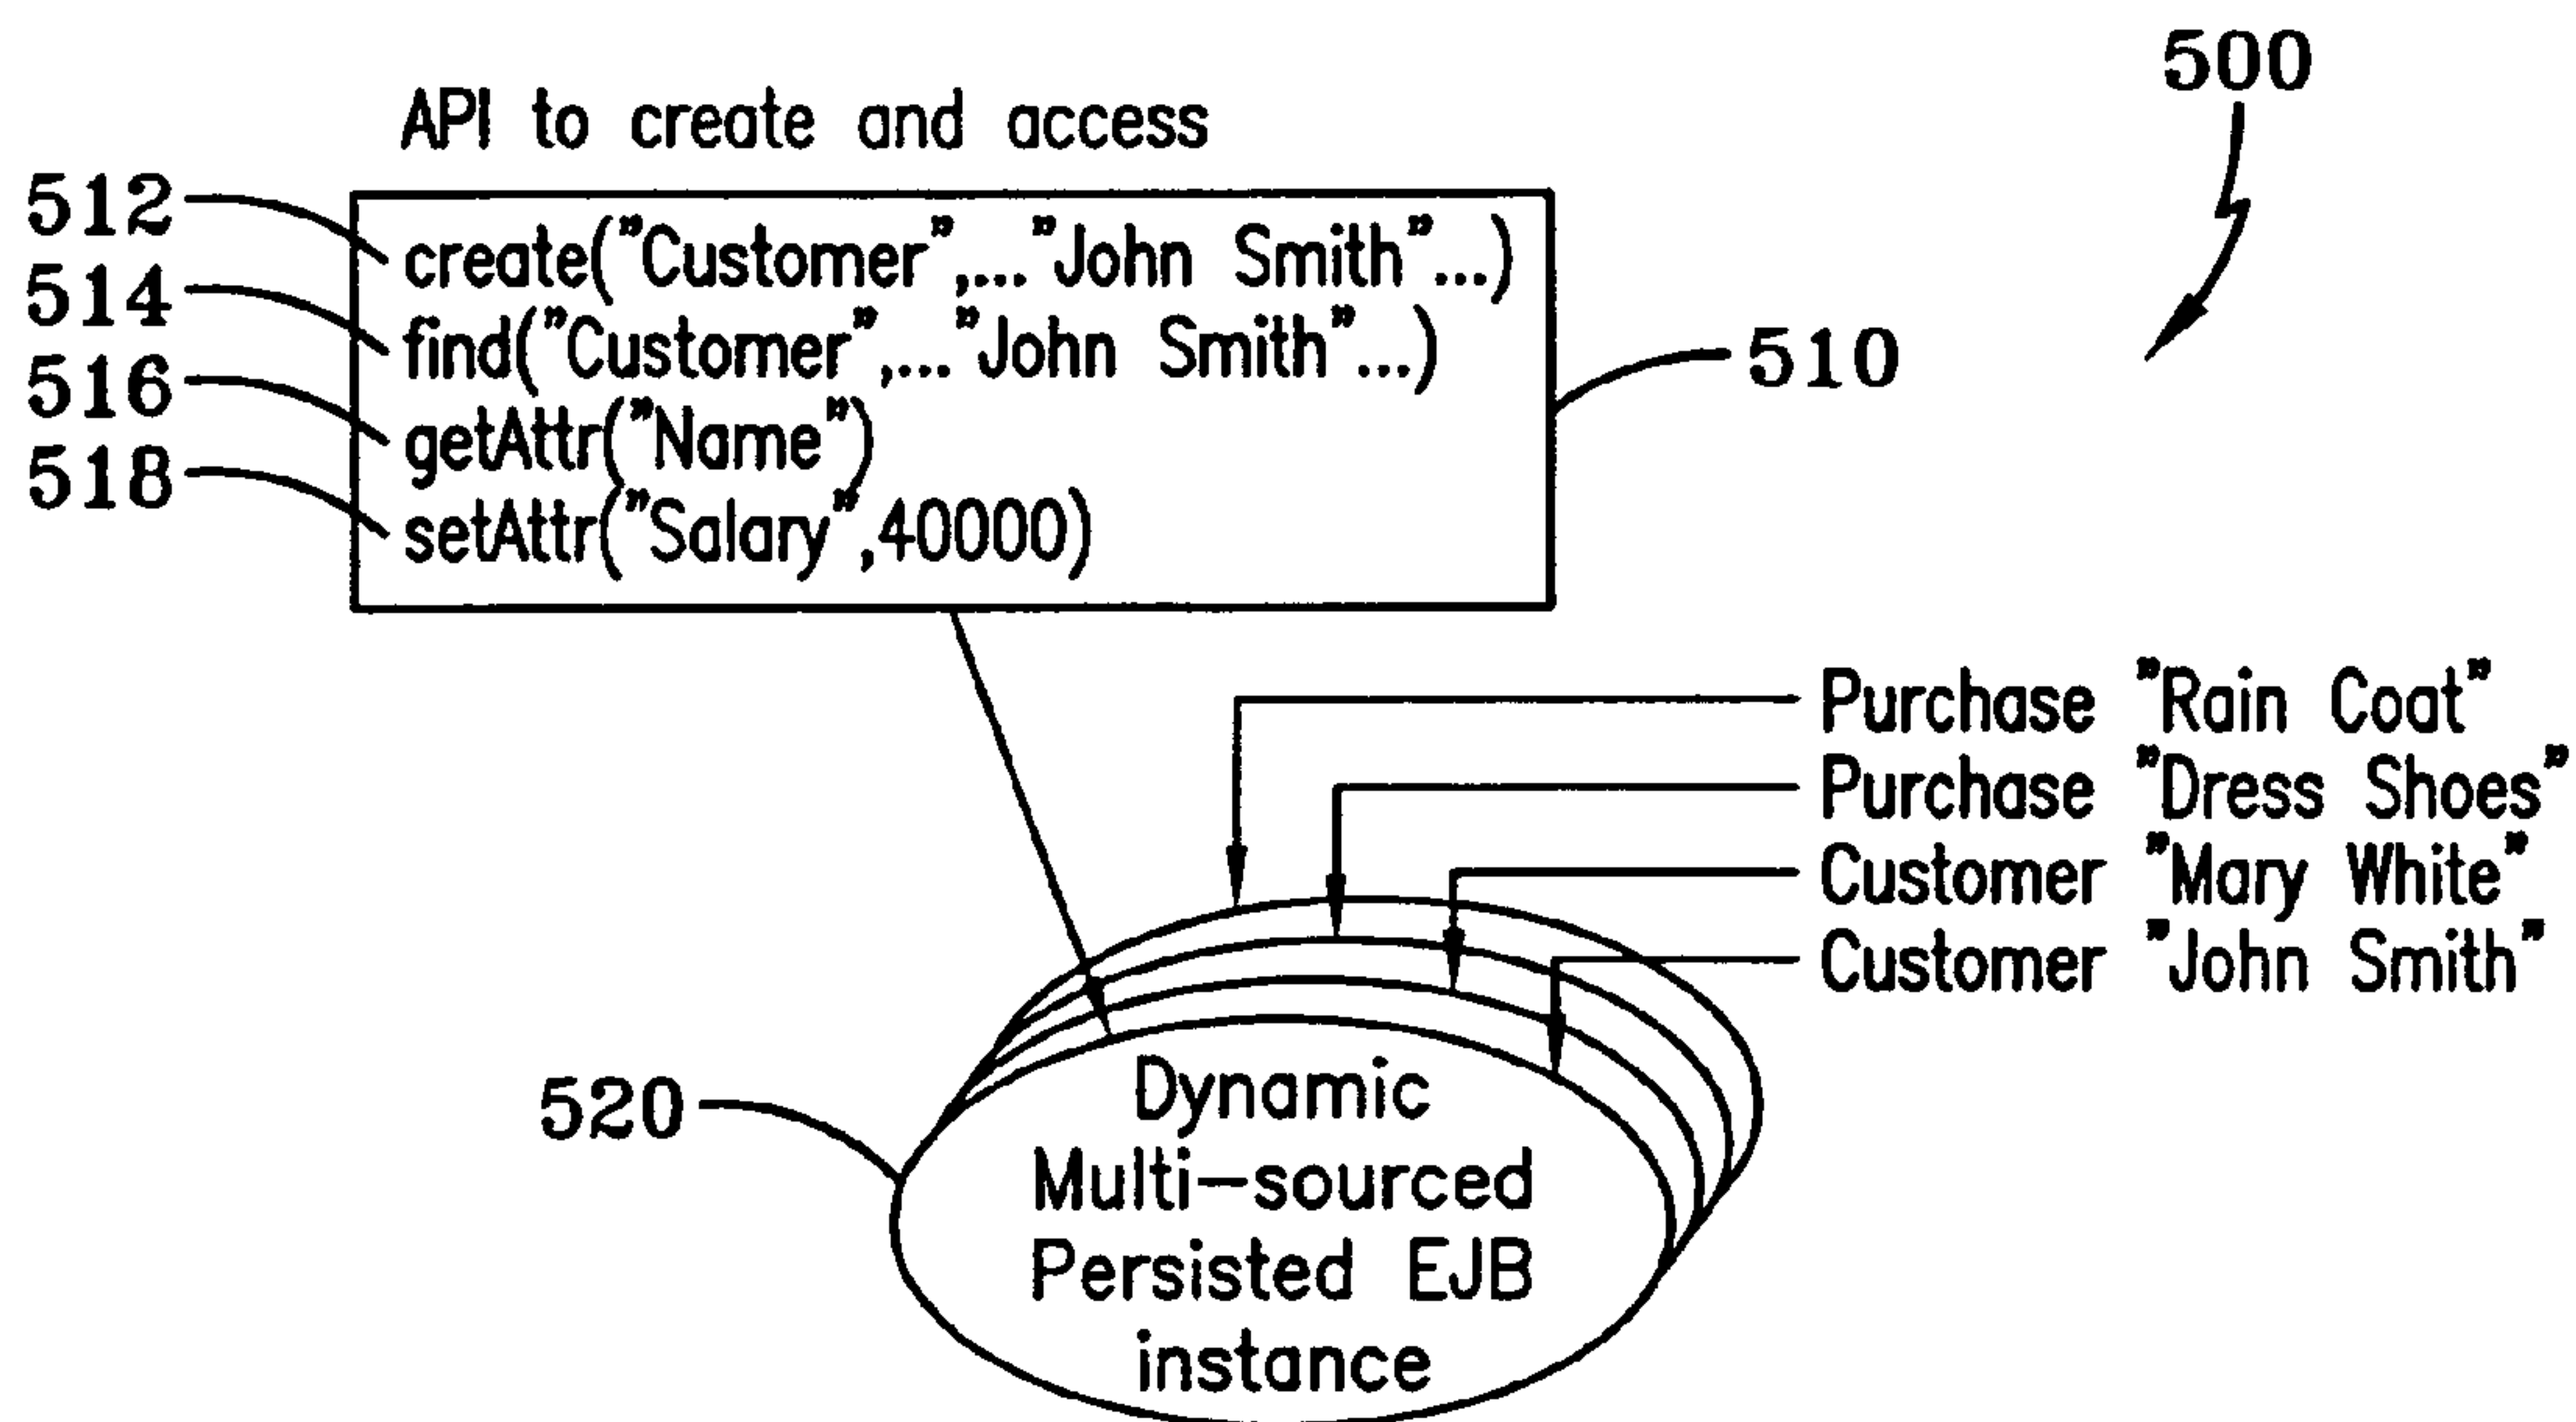 500
API to create and access
512
create("Customer",..."John Smith"...)
514
find("Customer",..."John Smith"...)
510
516
getAttr("Name")
518
setAttr("Salary",40000)
Purchase "Rain Coat"
Purchase "Dress Shoes"
Customer "Mary White"
Customer "John Smith"
520
Dynamic
Multi-sourced
Persisted EJB
instance